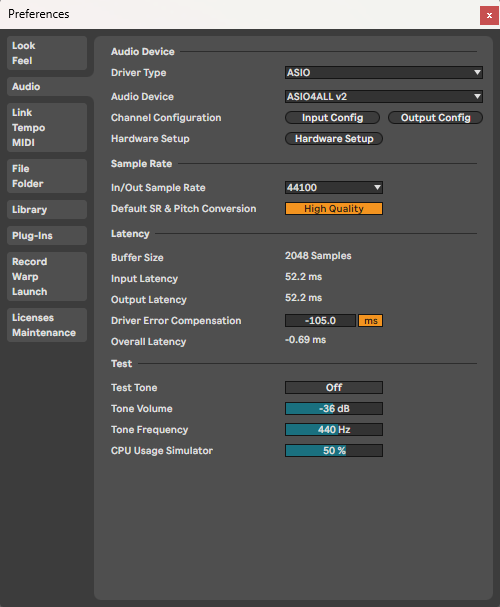 Preferences
x
Look
Feel
Audio
Link
Tempo
MIDI
File
Folder
Library
Plug-Ins
Record
Warp
Launch
Licenses
Maintenance
Audio Device
Driver Type ASIO
Audio Device ASIO4ALL v2
Channel Configuration Input Config Output Config
Hardware Setup Hardware Setup
Sample Rate
In/Out Sample Rate 44100
Default SR & Pitch Conversion High Quality
Latency
Buffer Size 2048 Samples
Input Latency 52.2 ms
Output Latency 52.2 ms
Driver Error Compensation -105.0 ms
Overall Latency -0.69 ms
Test
Test Tone Off
Tone Volume -36 dB
Tone Frequency 440 Hz
CPU Usage Simulator 50 %